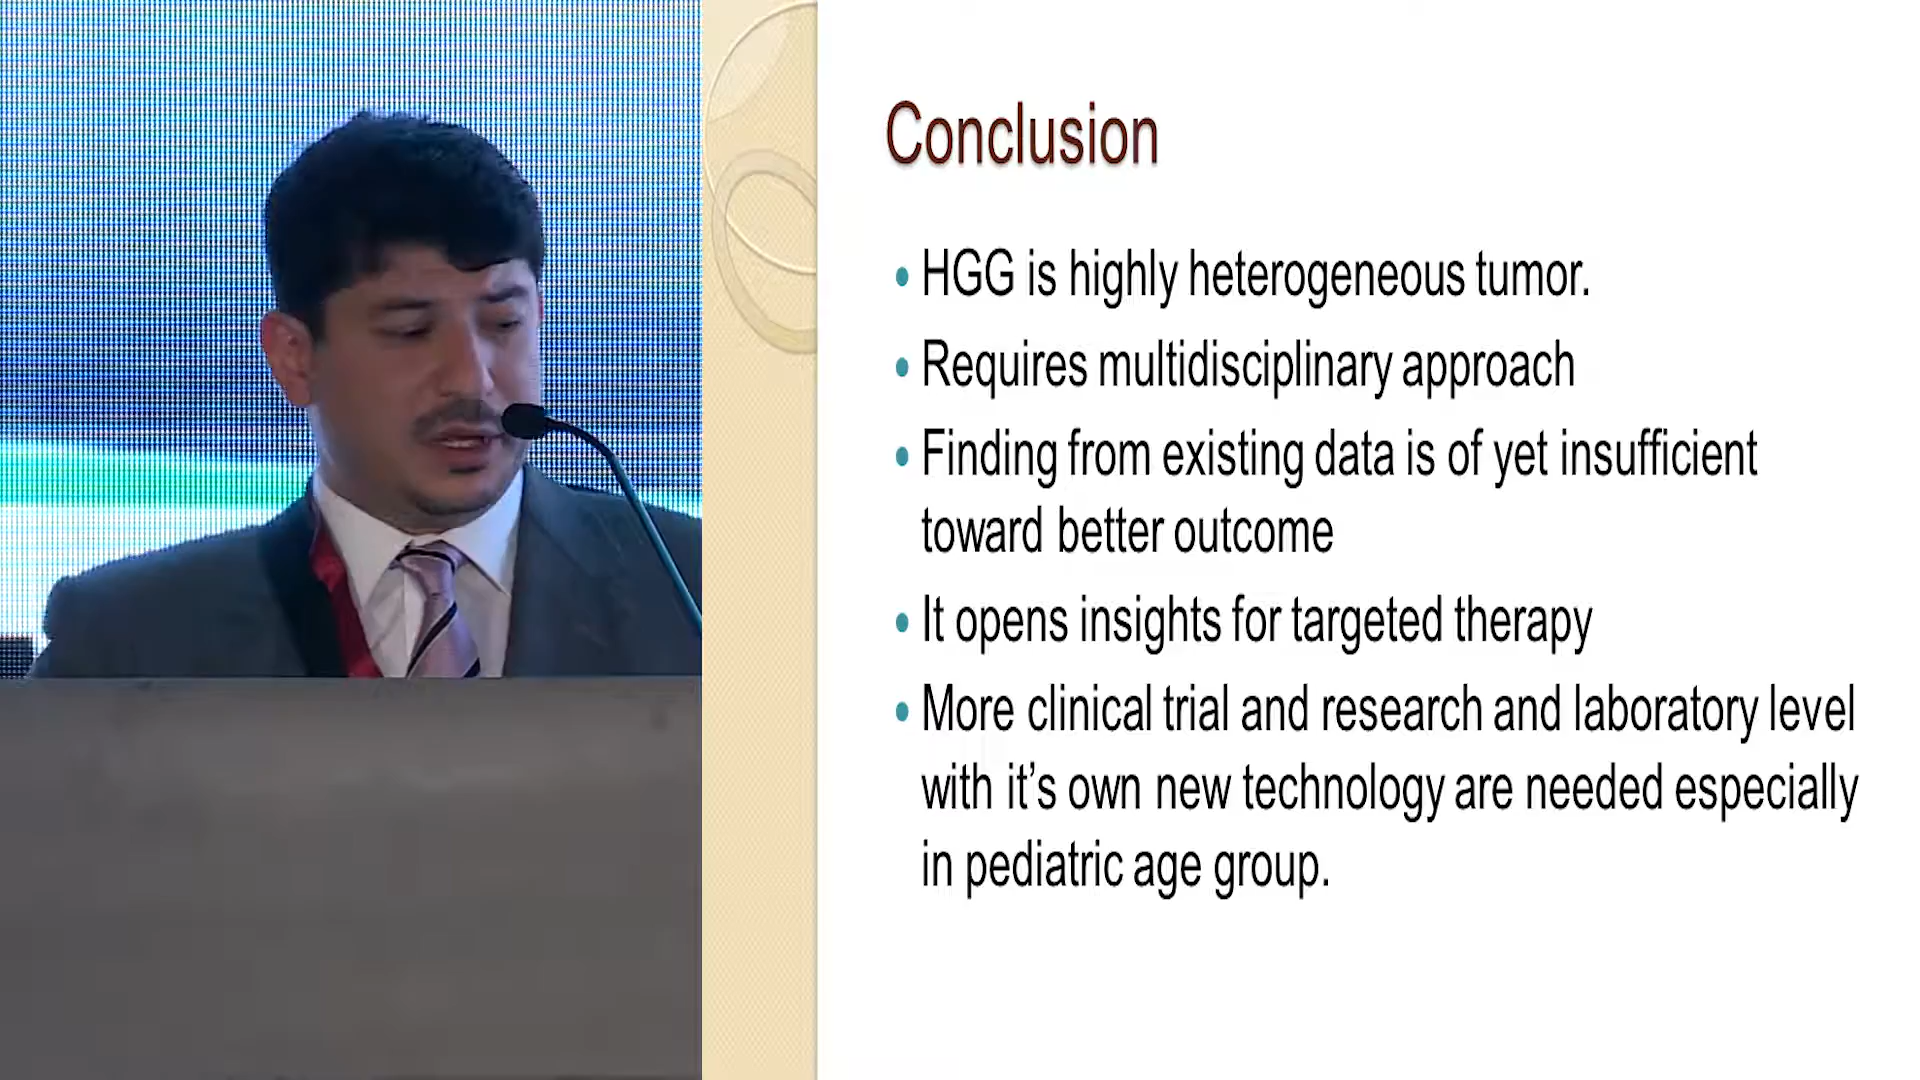 Conclusion
• HGG is highly heterogeneous tumor.
• Requires multidisciplinary approach
• Finding from existing data is of yet insufficient
toward better outcome
• It opens insights for targeted therapy
• More clinical trial and research and laboratory level
with it’s own new technology are needed especially
in pediatric age group.